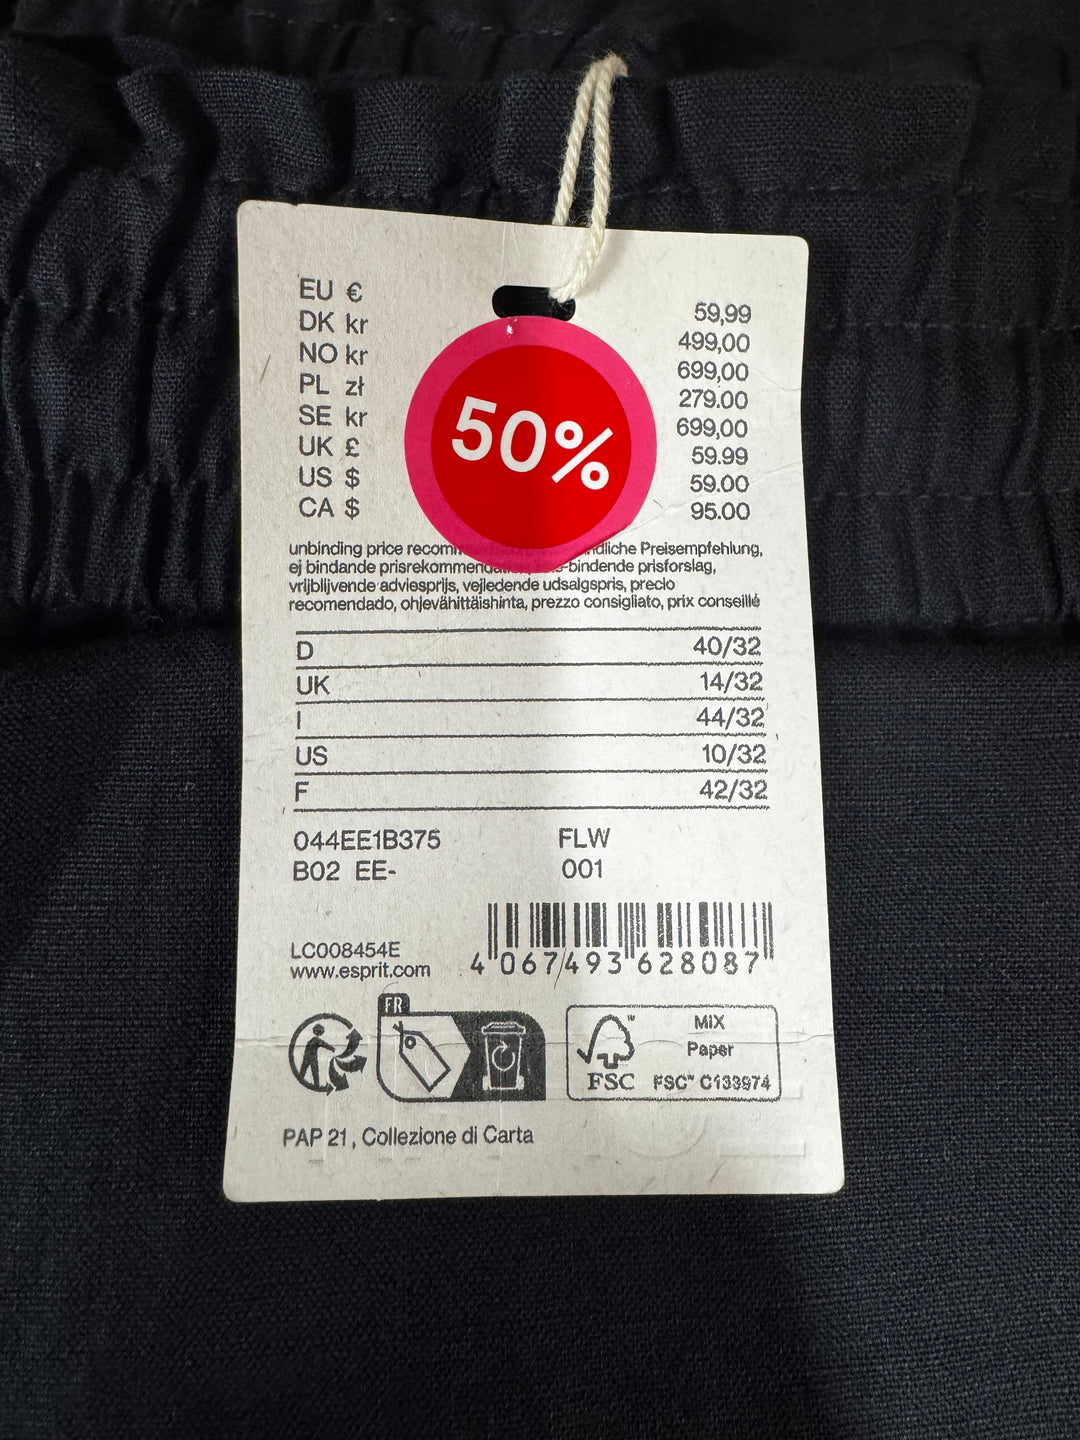 EU € 59,99
DK kr 499,00
NO kr 699,00
PL zł 279.00
SE kr 699,00
UK £ 59.99
US $ 59.00
CA $ 95.00
50%
unbinding price Preisempfehlung,
ej bindande prisforslag,
vrijblijvende adviesprijs, vejledende udsalgspris, precio
recomendado, ohjevähittäishinta, prezzo consigliato, prix conseillé
D 40/32
UK 14/32
I 44/32
US 10/32
F 42/32
044EE1B375 FLW
B02 EE- 001
LC008454E
www.esprit.com
4 067493 628087
FR
MIX
Paper
FSC™ C133974
FSC
PAP 21, Collezione di Carta